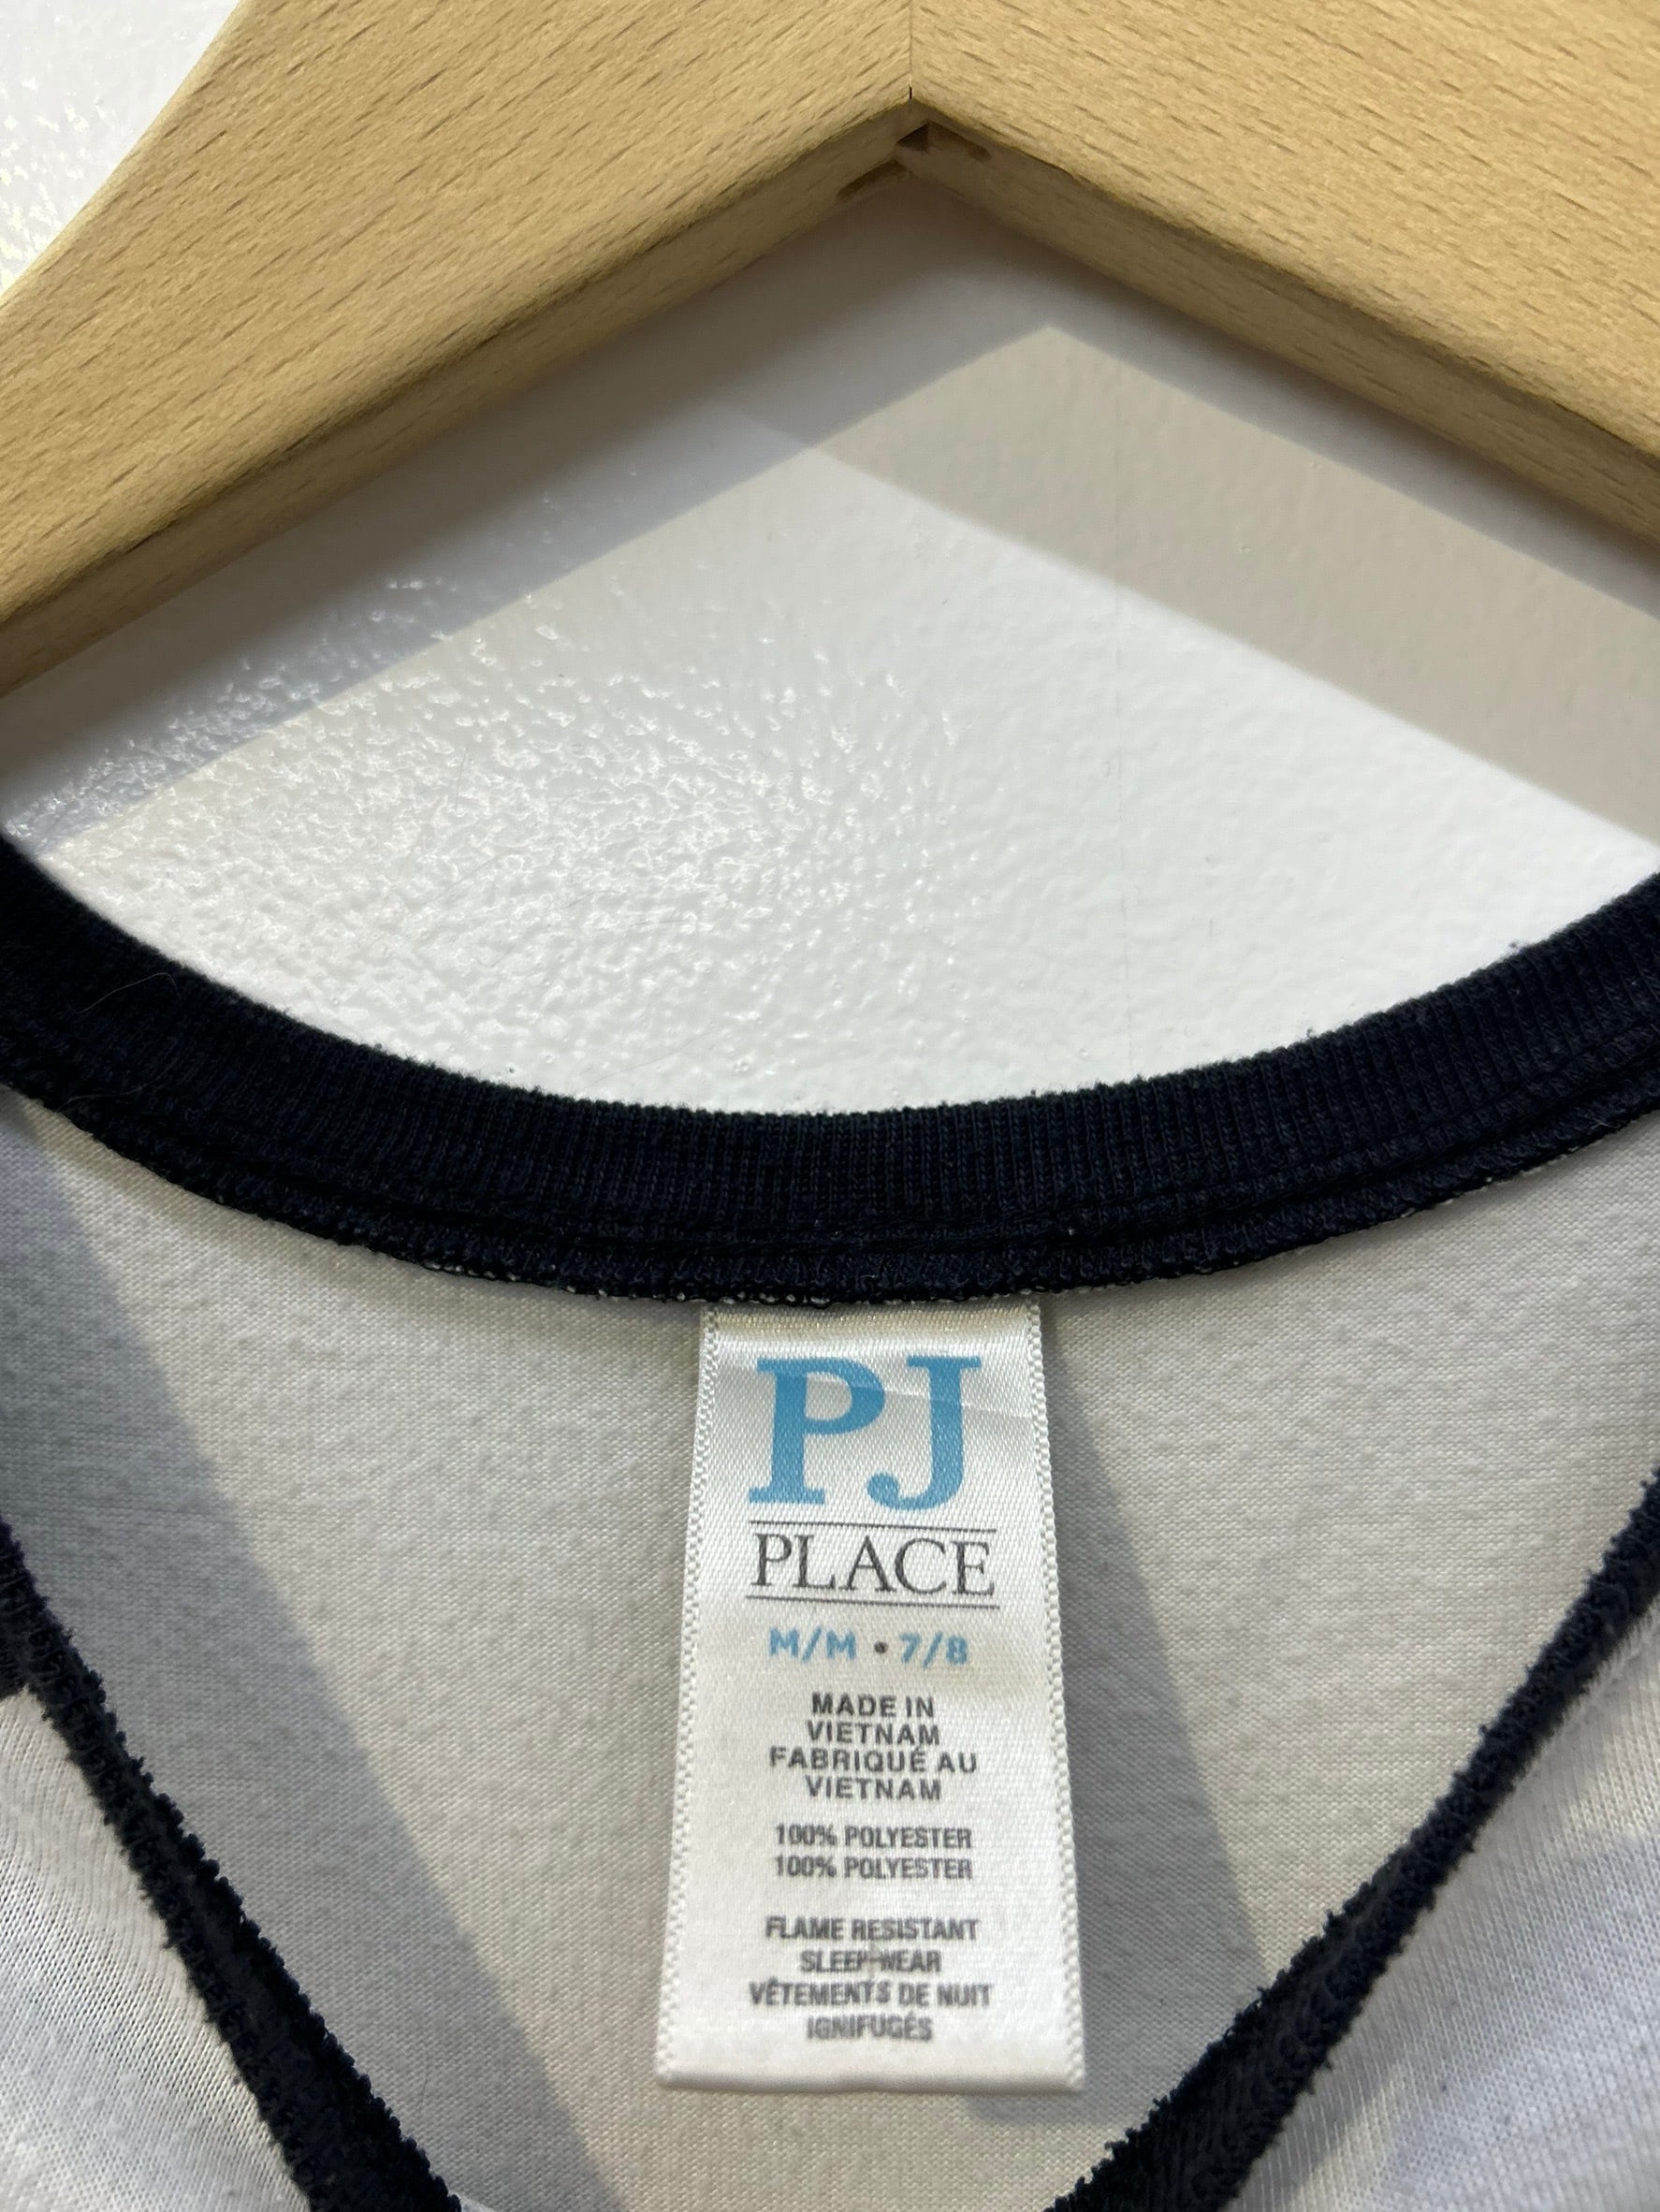 PJ
PLACE
M/M • 7/8
MADE IN
VIETNAM
FABRIQUÉ AU
VIETNAM
100% POLYESTER
100% POLYESTER
FLAME RESISTANT
SLEEPWEAR
VÊTEMENTS DE NUIT
IGNIFUGÉS